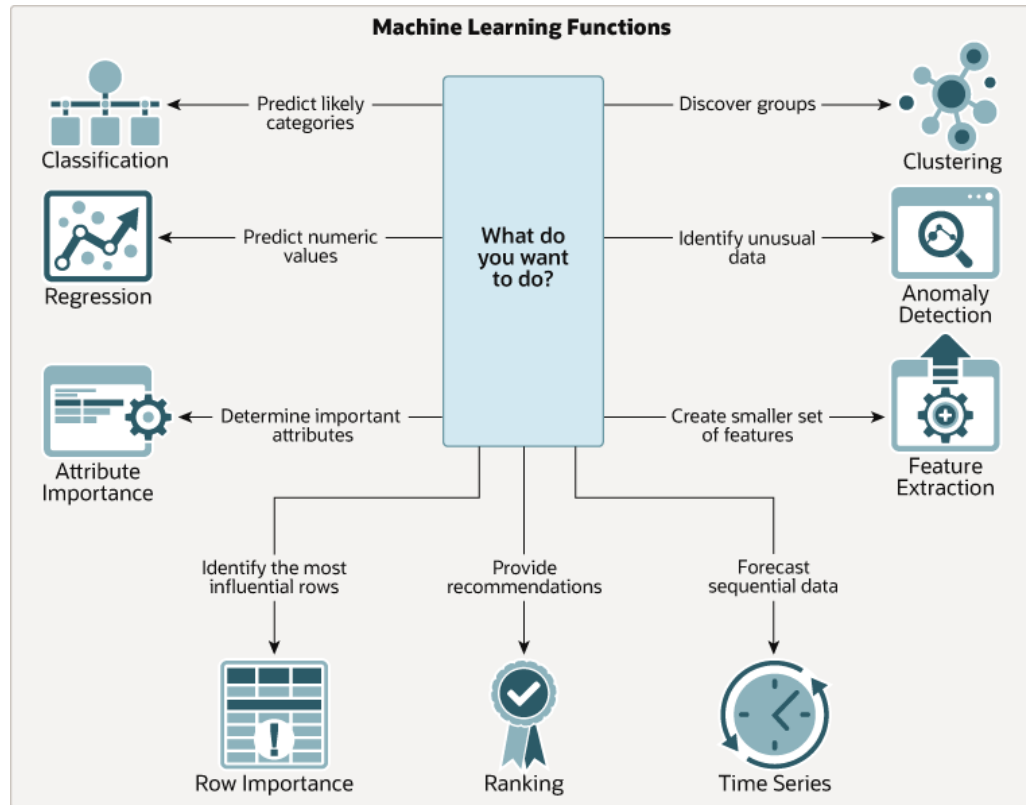 Machine Learning Functions
Predict likely
categories
Classification
Discover groups
Clustering
Predict numeric
values
Regression
What do
you want
to do?
Identify unusual
data
Anomaly
Detection
Determine important
attributes
Attribute
Importance
Create smaller set
of features
Feature
Extraction
Identify the most
influential rows
Row Importance
Provide
recommendations
Ranking
Forecast
sequential data
Time Series